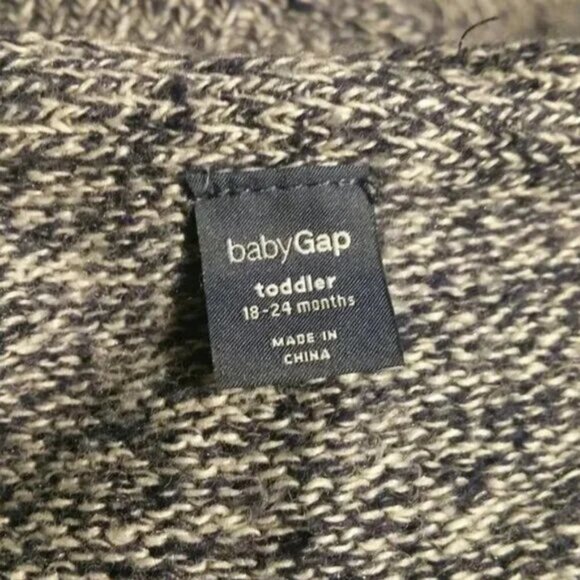 babyGap
toddler
18-24 months
MADE IN
CHINA